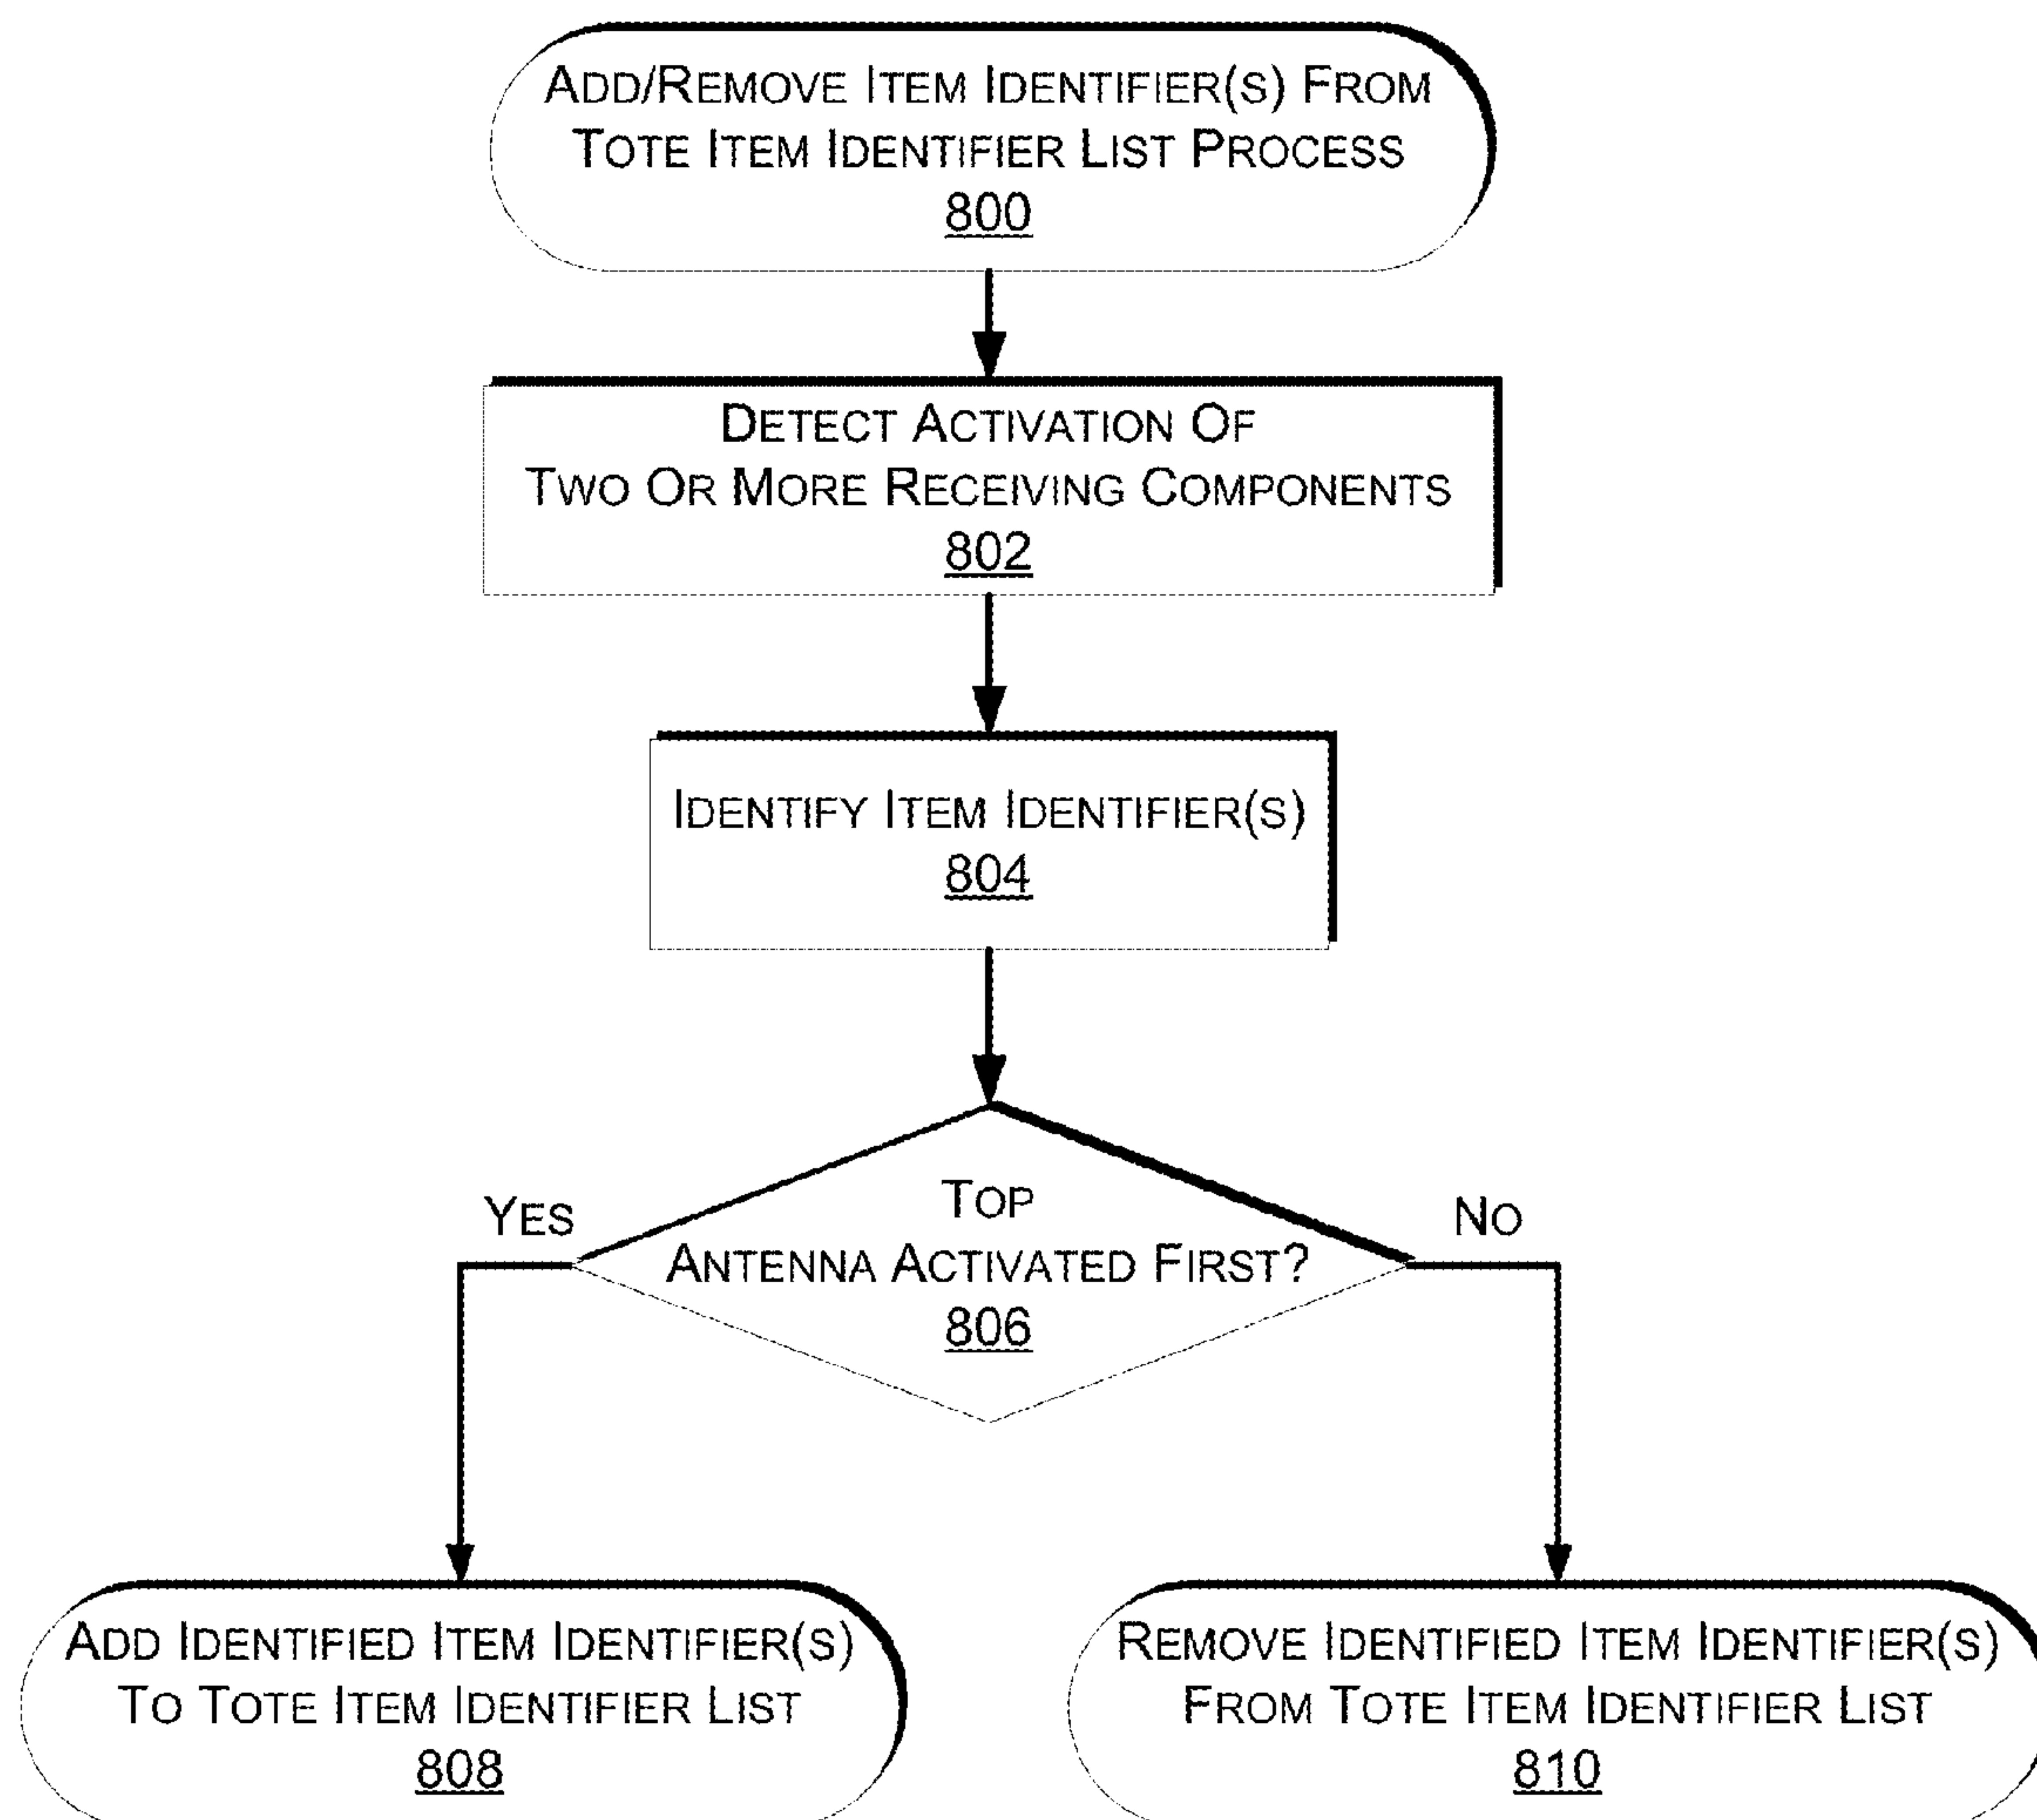 ADD/REMOVE ITEM IDENTIFIER(S) FROM
TOTE ITEM IDENTIFIER LIST PROCESS
800
DETECT ACTIVATION OF
TWO OR MORE RECEIVING COMPONENTS
802
IDENTIFY ITEM IDENTIFIER(S)
804
TOP
ANTENNA ACTIVATED FIRST?
806
YES
NO
ADD IDENTIFIED ITEM IDENTIFIER(S)
TO TOTE ITEM IDENTIFIER LIST
808
REMOVE IDENTIFIED ITEM IDENTIFIER(S)
FROM TOTE ITEM IDENTIFIER LIST
810